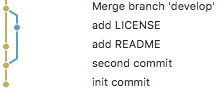 Merge branch 'develop'
add LICENSE
add README
second commit
init commit